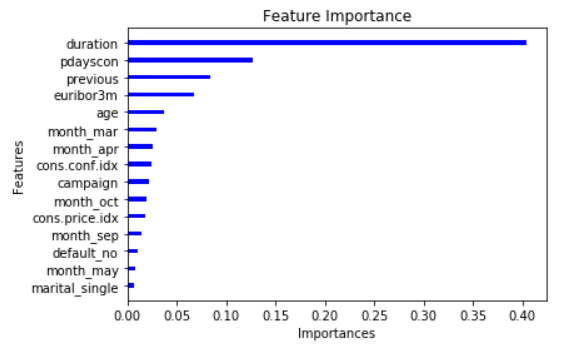 Feature Importance
duration
pdayscon
previous
euribor3m
age
month_mar
month_apr
cons.conf.idx
campaign
month_oct
cons.price.idx
month_sep
default_no
month_may
marital_single
Features
0.00 0.05 0.10 0.15 0.20 0.25 0.30 0.35 0.40
Importances